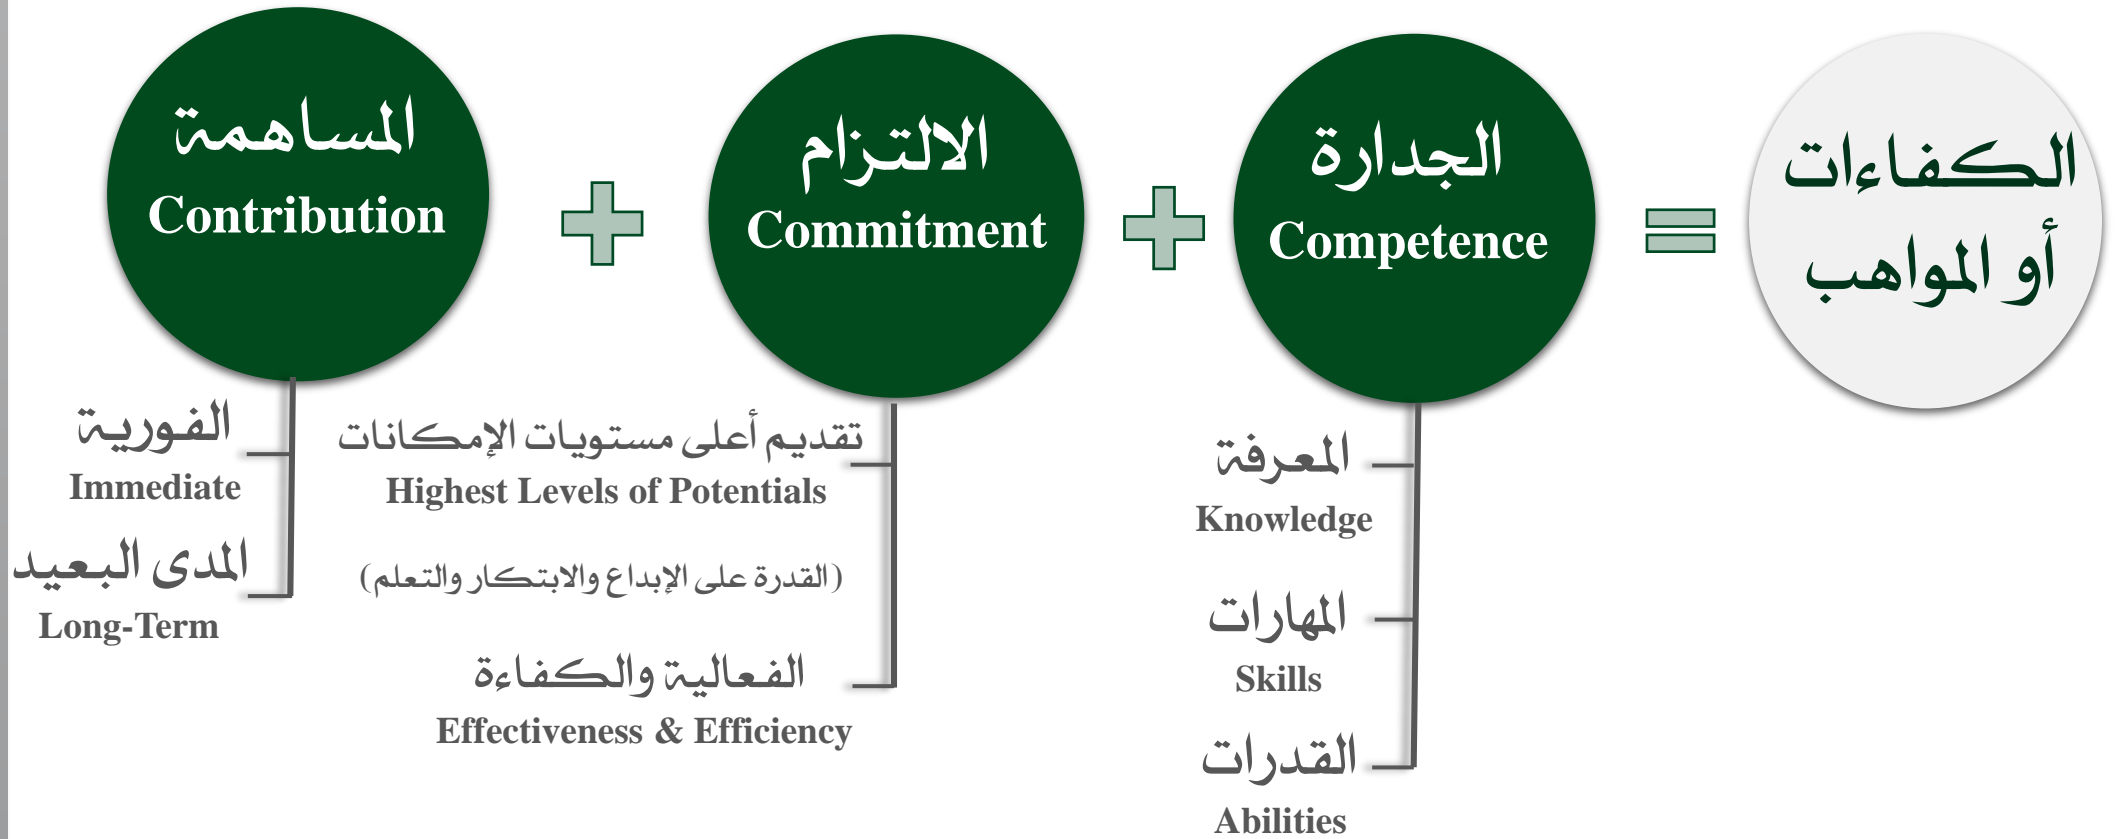 الكفاءات
أو المواهب
=
الجدارة
Competence
المعرفة
Knowledge
المهارات
Skills
القدرات
Abilities
+
الالتزام
Commitment
تقديم أعلى مستويات الإمكانات
Highest Levels of Potentials
(القدرة على الإبداع والابتكار والتعلم)
الفعالية والكفاءة
Effectiveness & Efficiency
+
المساهمة
Contribution
الفورية
Immediate
المدى البعيد
Long-Term